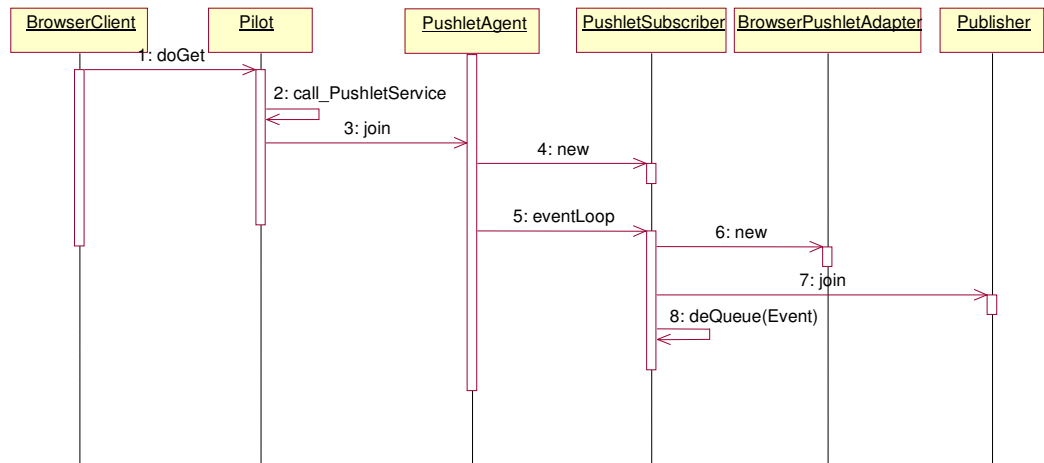 BrowserClient
Pilot
PushletAgent
PushletSubscriber
BrowserPushletAdapter
Publisher
1: doGet
2: call_PushletService
3: join
4: new
5: eventLoop
6: new
7: join
8: deQueue(Event)